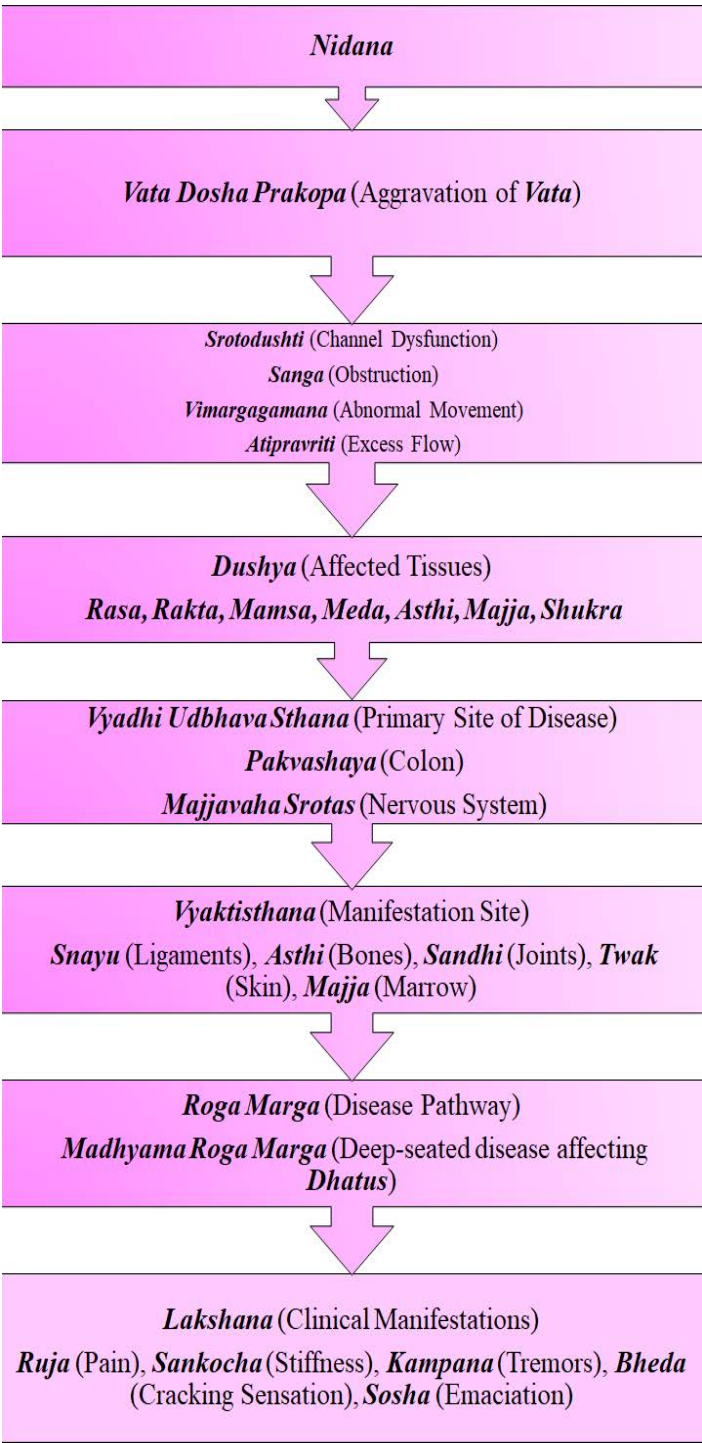 Nidana
Vata Dosha Prakopa (Aggravation of Vata)
Srotodushti (Channel Dysfunction)
Sanga (Obstruction)
Vimargagamana (Abnormal Movement)
Atipravriti (Excess Flow)
Dushya (Affected Tissues)
Rasa, Rakta, Mamsa, Meda, Asthi, Majja, Shukra
Vyadhi Udbhava Sthana (Primary Site of Disease)
Pakvashaya (Colon)
Majjavaha Srotas (Nervous System)
Vyaktisthana (Manifestation Site)
Snayu (Ligaments), Asthi (Bones), Sandhi (Joints), Twak
(Skin), Majja (Marrow)
Roga Marga (Disease Pathway)
Madhyama Roga Marga (Deep-seated disease affecting
Dhatus)
Lakshana (Clinical Manifestations)
Ruja (Pain), Sankocha (Stiffness), Kampana (Tremors), Bheda
(Cracking Sensation), Sosha (Emaciation)